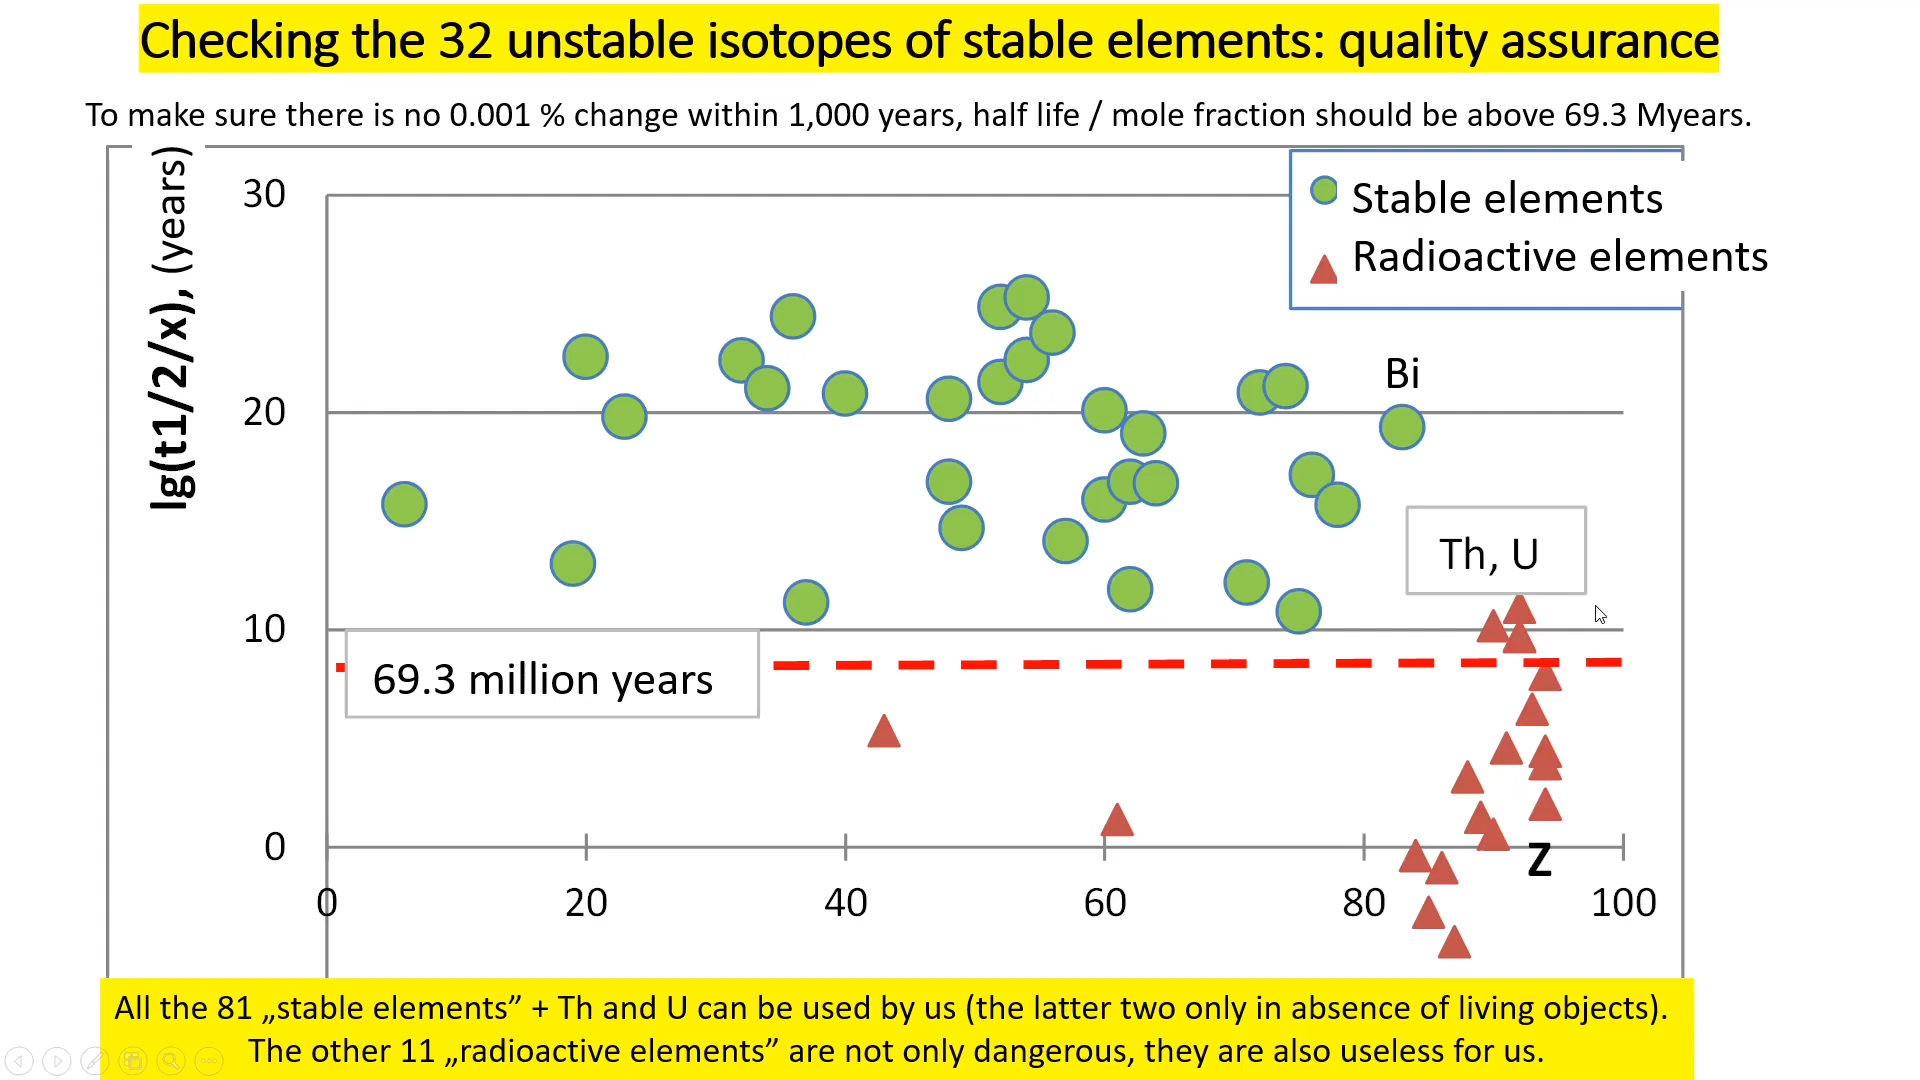 Checking the 32 unstable isotopes of stable elements: quality assurance
To make sure there is no 0.001 % change within 1,000 years, half life / mole fraction should be above 69.3 Myears.
lg(t1/2/x), (years)
30
20
10
0
Stable elements
Radioactive elements
Bi
Th, U
69.3 million years
Z
0 20 40 60 80 100
All the 81 „stable elements” + Th and U can be used by us (the latter two only in absence of living objects).
The other 11 „radioactive elements” are not only dangerous, they are also useless for us.